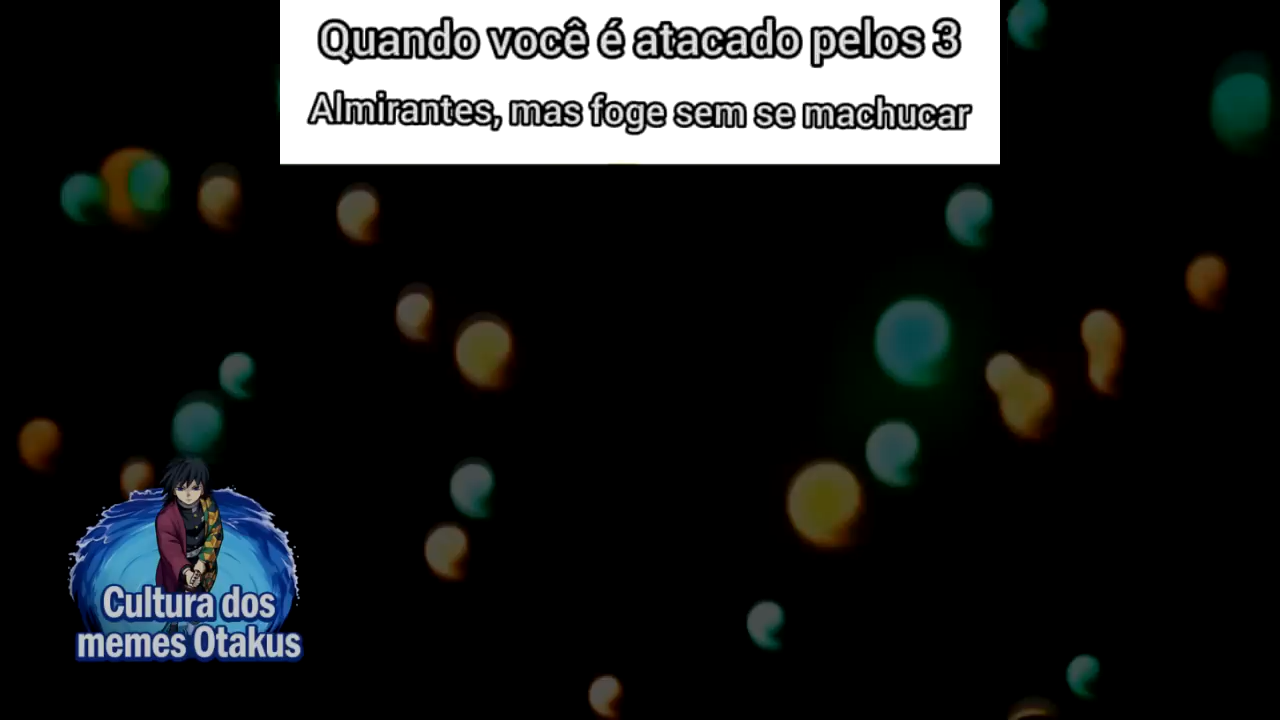 Quando você é atacado pelos 3
Almirantes, mas foge sem se machucar
Cultura dos
memes Otakus